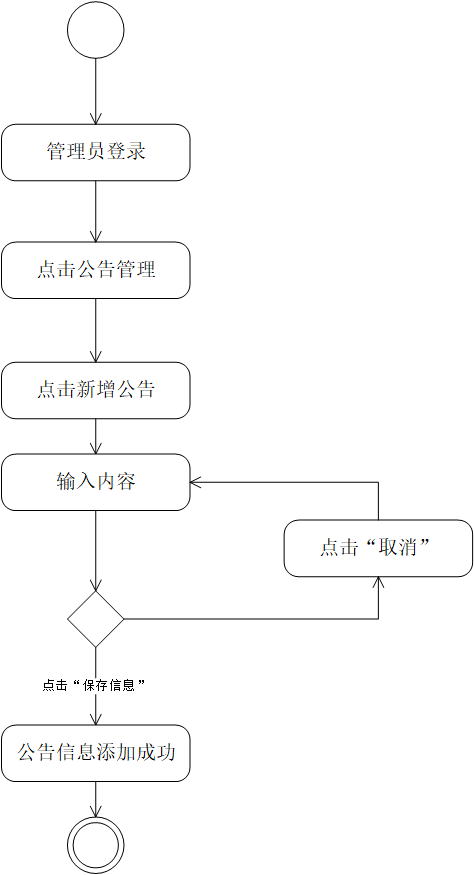 管理员登录
点击公告管理
点击新增公告
输入内容
点击“取消”
点击“保存信息”
公告信息添加成功